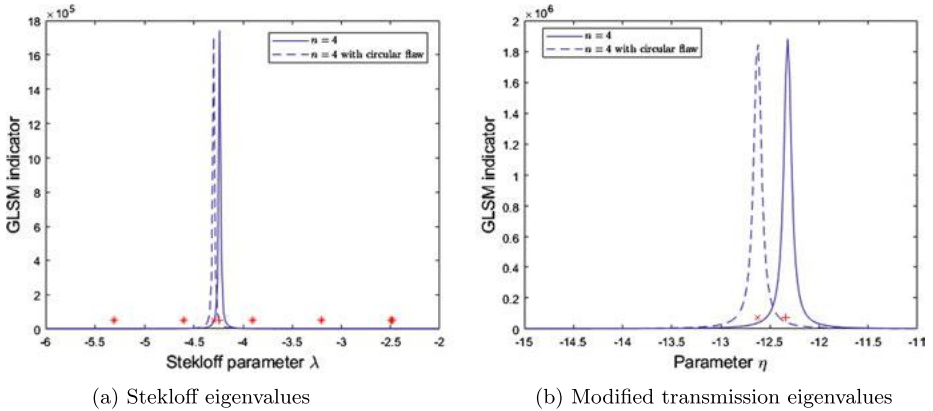 ×10^5
18
16
14
12
10
8
6
4
2
0
GLSM indicator
n = 4
n = 4 with circular flaw
-6 -5.5 -5 -4.5 -4 -3.5 -3 -2.5 -2
Stekloff parameter λ
(a) Stekloff eigenvalues
×10^6
2
1.8
1.6
1.4
1.2
1
0.8
0.6
0.4
0.2
0
GLSM indicator
n = 4
n = 4 with circular flaw
-15 -14.5 -14 -13.5 -13 -12.5 -12 -11.5 -11
Parameter η
(b) Modified transmission eigenvalues